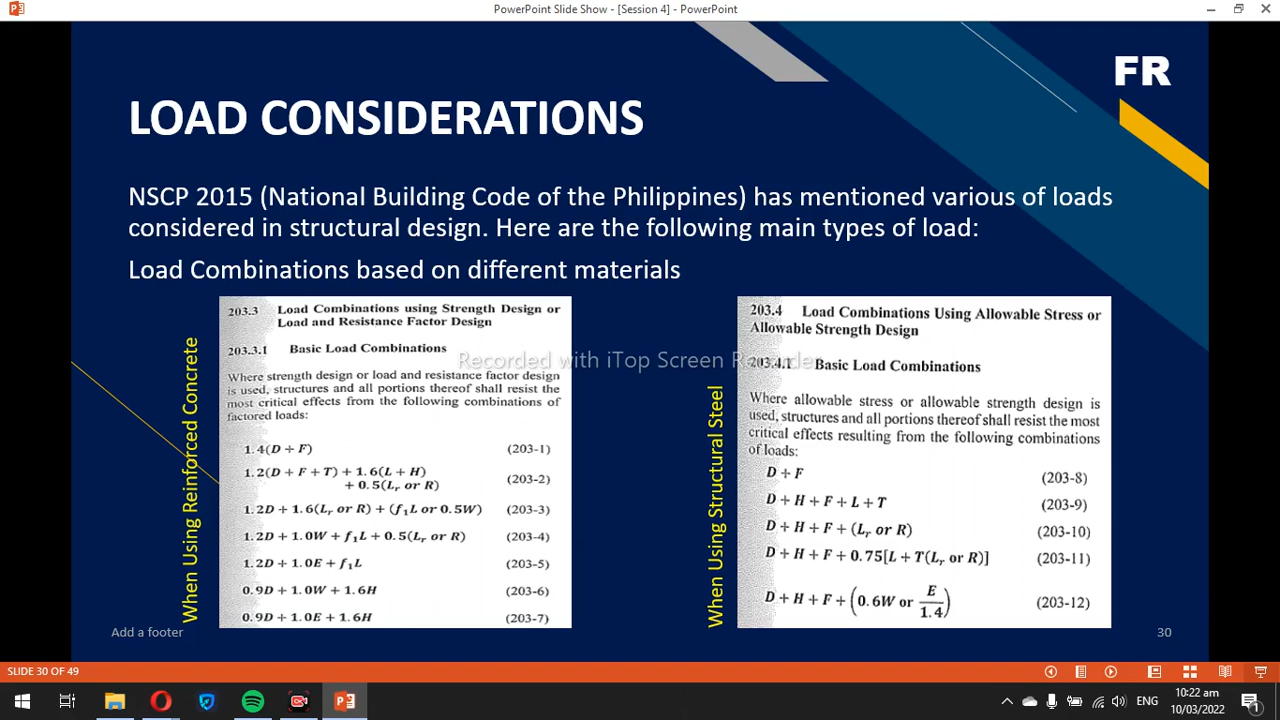 PowerPoint Slide Show - [Session 4] - PowerPoint
FR
LOAD CONSIDERATIONS
NSCP 2015 (National Building Code of the Philippines) has mentioned various of loads
considered in structural design. Here are the following main types of load:
Load Combinations based on different materials
When Using Reinforced Concrete
203.3 Load Combinations using Strength Design or
Load and Resistance Factor Design
203.3.1 Basic Load Combinations
Where strength design or load and resistance factor design
is used, structures and all portions thereof shall resist the
most critical effects from the following combinations of
factored loads:
1.4(D + F) (203-1)
1.2(D + F + T) + 1.6(L + H)
+ 0.5(Lr or R) (203-2)
1.2D + 1.6(Lr or R) + (f1L or 0.5W) (203-3)
1.2D + 1.0W + f1L + 0.5(Lr or R) (203-4)
1.2D + 1.0E + f1L (203-5)
0.9D + 1.0W + 1.6H (203-6)
0.9D + 1.0E + 1.6H (203-7)
Recorded with iTop Screen Recorder
When Using Structural Steel
203.4 Load Combinations Using Allowable Stress or
Allowable Strength Design
203.4.1 Basic Load Combinations
Where allowable stress or allowable strength design is
used, structures and all portions thereof shall resist the most
critical effects resulting from the following combinations
of loads:
D + F (203-8)
D + H + F + L + T (203-9)
D + H + F + (Lr or R) (203-10)
D + H + F + 0.75[L + T(Lr or R)] (203-11)
D + H + F + (0.6W or E/1.4) (203-12)
Add a footer
30
SLIDE 30 OF 49
ENG
10:22 am
10/03/2022
1